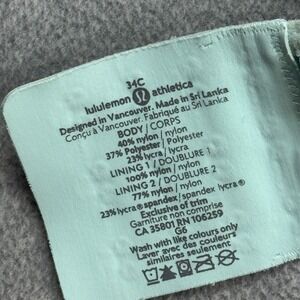 34C
lululemon athletica
Designed in Vancouver. Made in Sri Lanka
Conçu à Vancouver. Fabriqué au Sri Lanka
BODY / CORPS
40% nylon / nylon
37% Polyester / Polyester
23% lycra
LINING 1 / DOUBLURE 1
100% nylon / nylon
LINING 2 / DOUBLURE 2
77% nylon / nylon
23% lycra® spandex / spandex lycra®
Exclusive of trim
Garniture non comprise
CA 35801 RN 106259
G6
Wash with like colours only
Laver avec des couleurs
similaires seulement